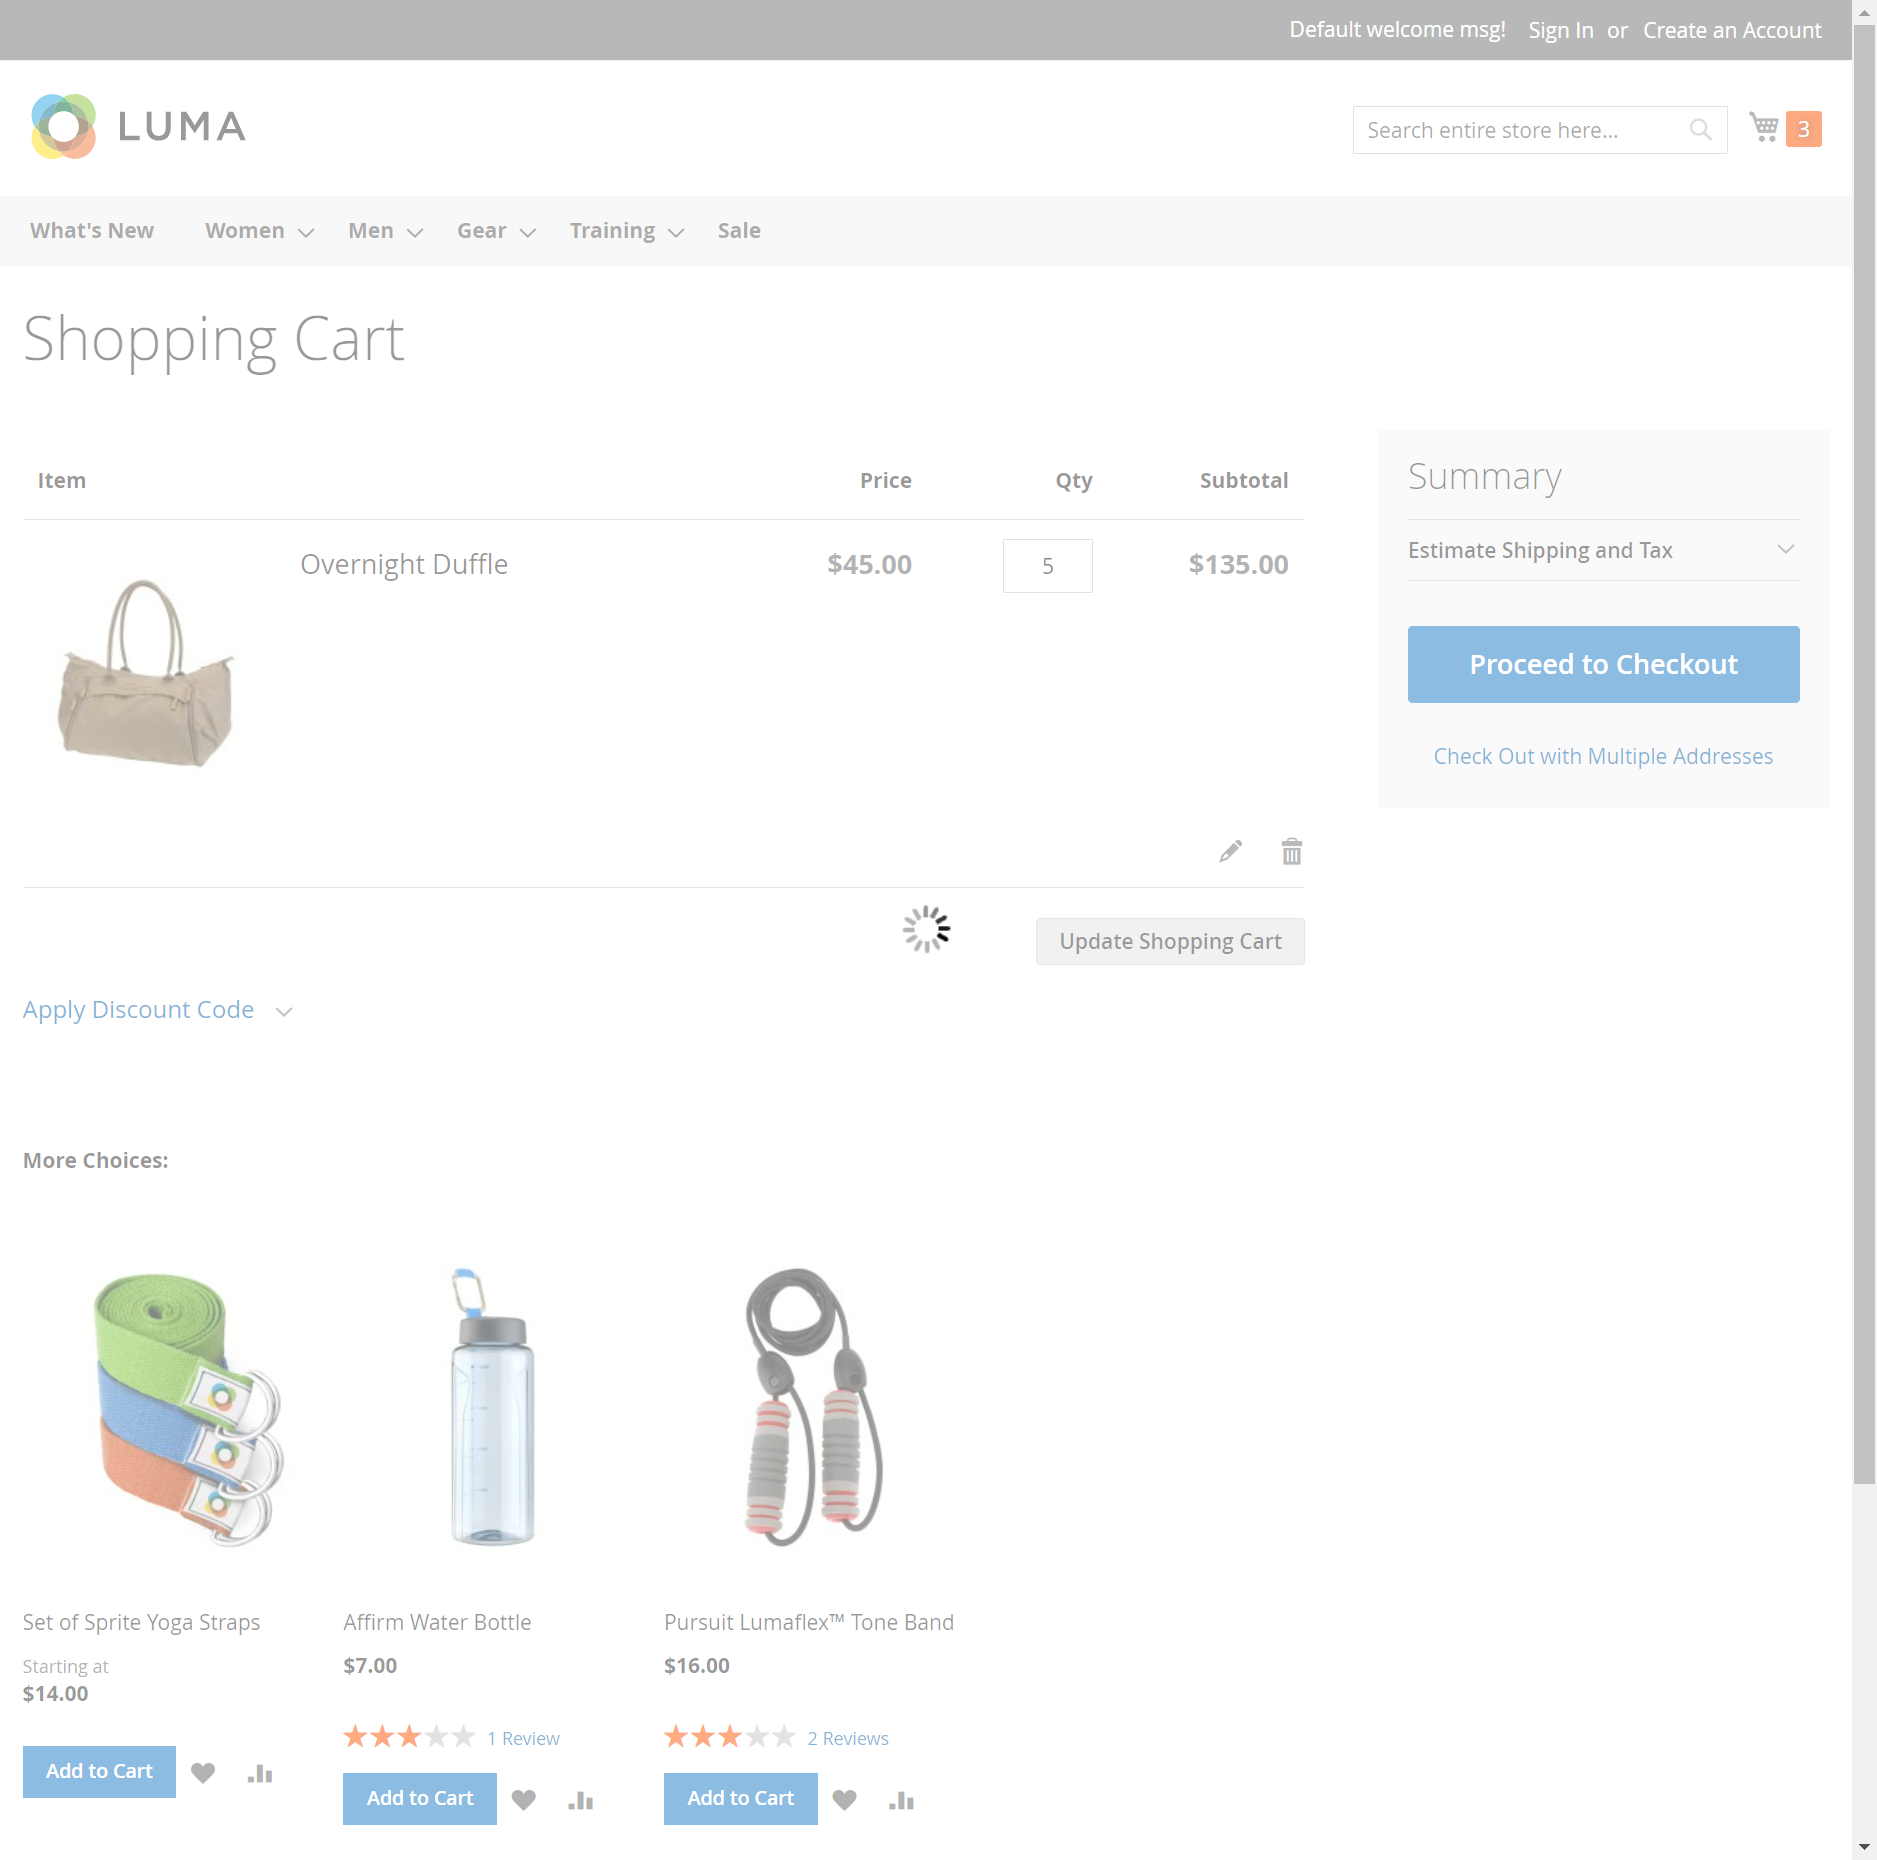 Default welcome msg! Sign In or Create an Account
LUMA
Search entire store here...
3
What's New Women Men Gear Training Sale
Shopping Cart
Item Price Qty Subtotal
Overnight Duffle $45.00 5 $135.00
Summary
Estimate Shipping and Tax
Proceed to Checkout
Check Out with Multiple Addresses
Update Shopping Cart
Apply Discount Code
More Choices:
Set of Sprite Yoga Straps
Starting at
$14.00
Add to Cart
Affirm Water Bottle
$7.00
1 Review
Add to Cart
Pursuit Lumaflex™ Tone Band
$16.00
2 Reviews
Add to Cart